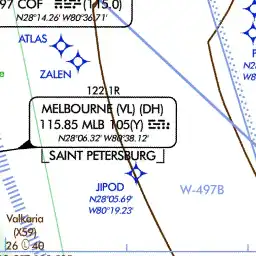 97 COF (115.0)
N28°14.26' W80°36.71'
ATLAS
ZALEN
122.1R
MELBOURNE (VL) (DH)
115.85 MLB 105(Y)
N28°06.32' W80°38.12'
SAINT PETERSBURG
JIPOD
N28°05.69'
W80°19.23'
W-497B
Valkaria
(X59)
26 40